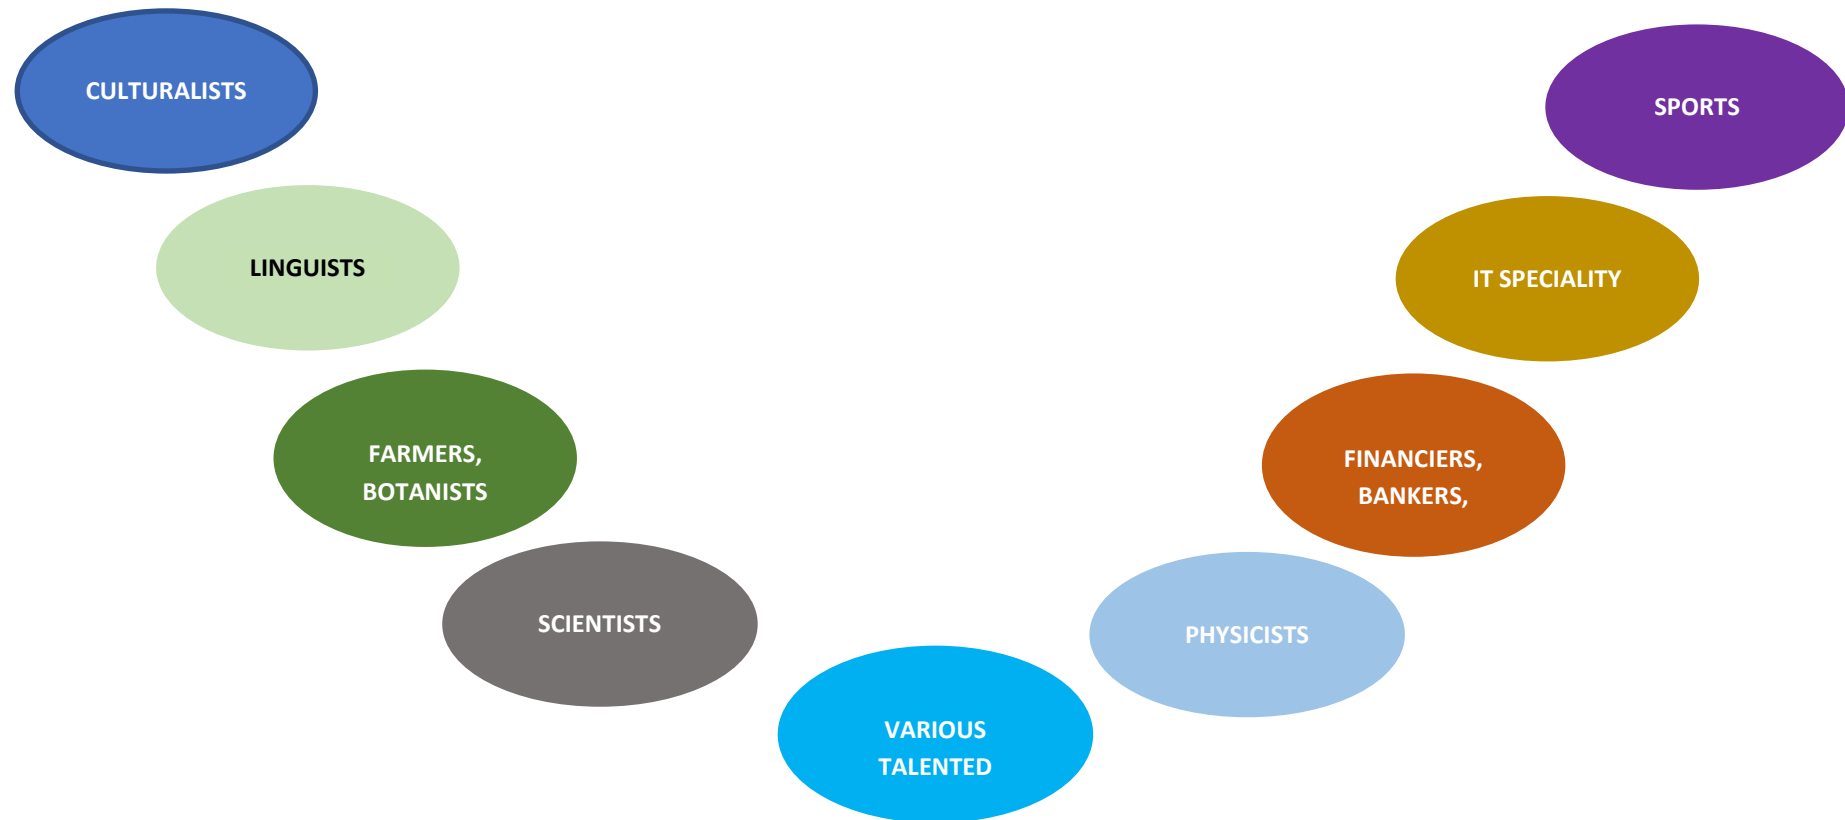 CULTURALISTS
SPORTS
LINGUISTS
IT SPECIALITY
FARMERS,
BOTANISTS
FINANCIERS,
BANKERS,
SCIENTISTS
PHYSICISTS
VARIOUS
TALENTED